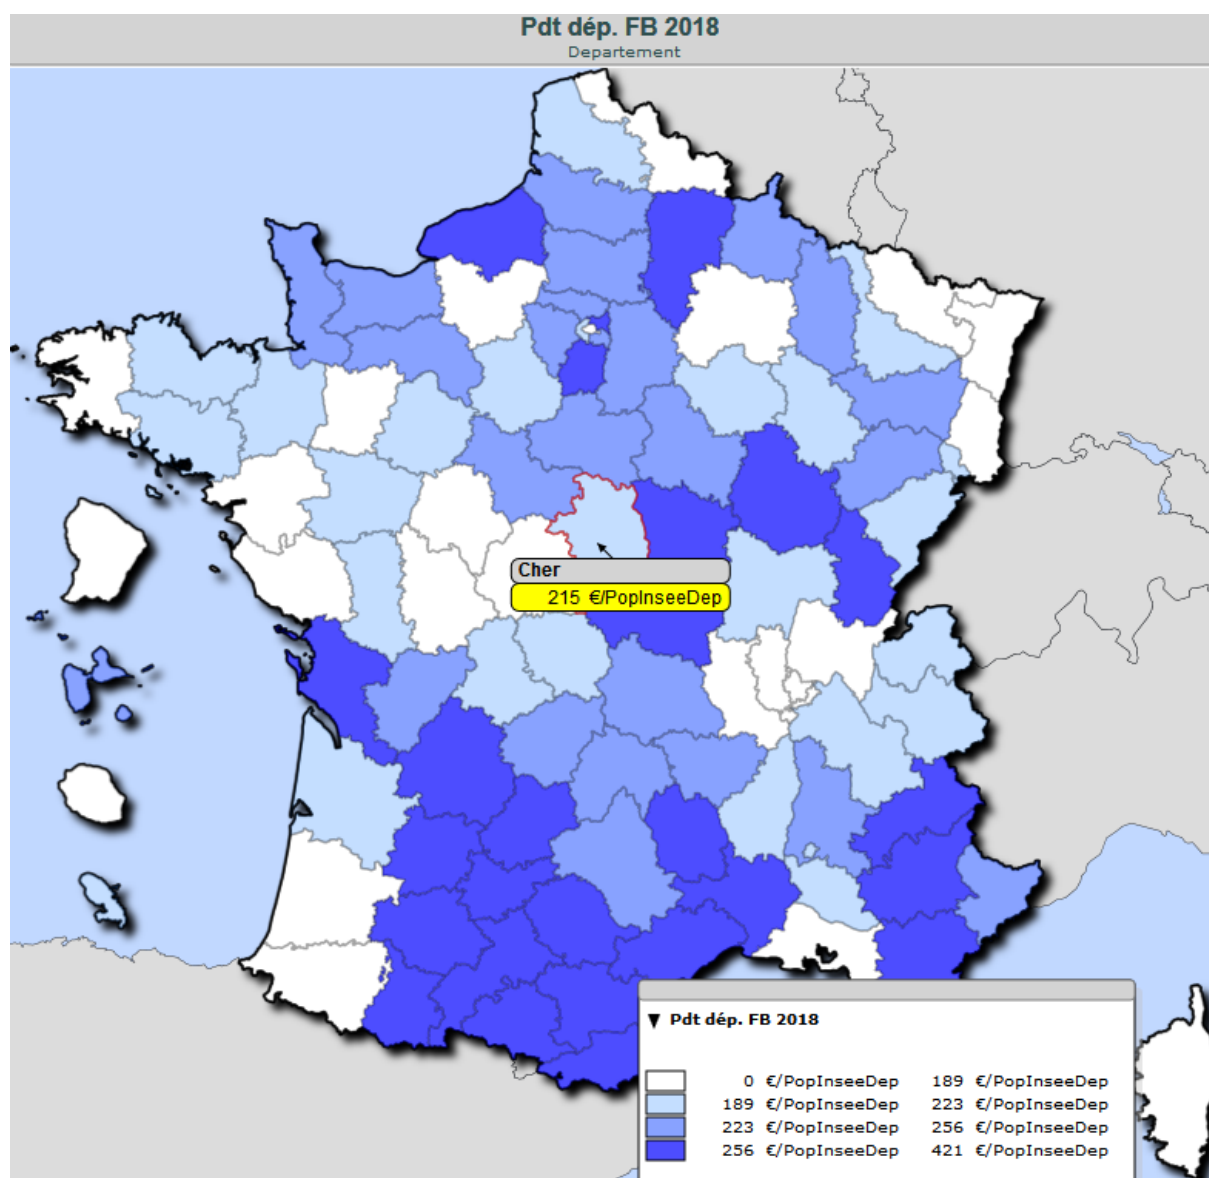 Pdt dép. FB 2018
Departement
Cher
215 €/PopInseeDep
▼ Pdt dép. FB 2018
0 €/PopInseeDep 189 €/PopInseeDep
189 €/PopInseeDep 223 €/PopInseeDep
223 €/PopInseeDep 256 €/PopInseeDep
256 €/PopInseeDep 421 €/PopInseeDep